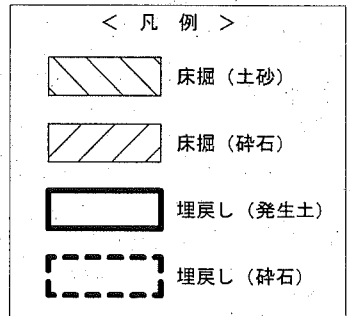 ＜ 凡 例 ＞
床掘（土砂）
床掘（砕石）
埋戻し（発生土）
埋戻し（砕石）